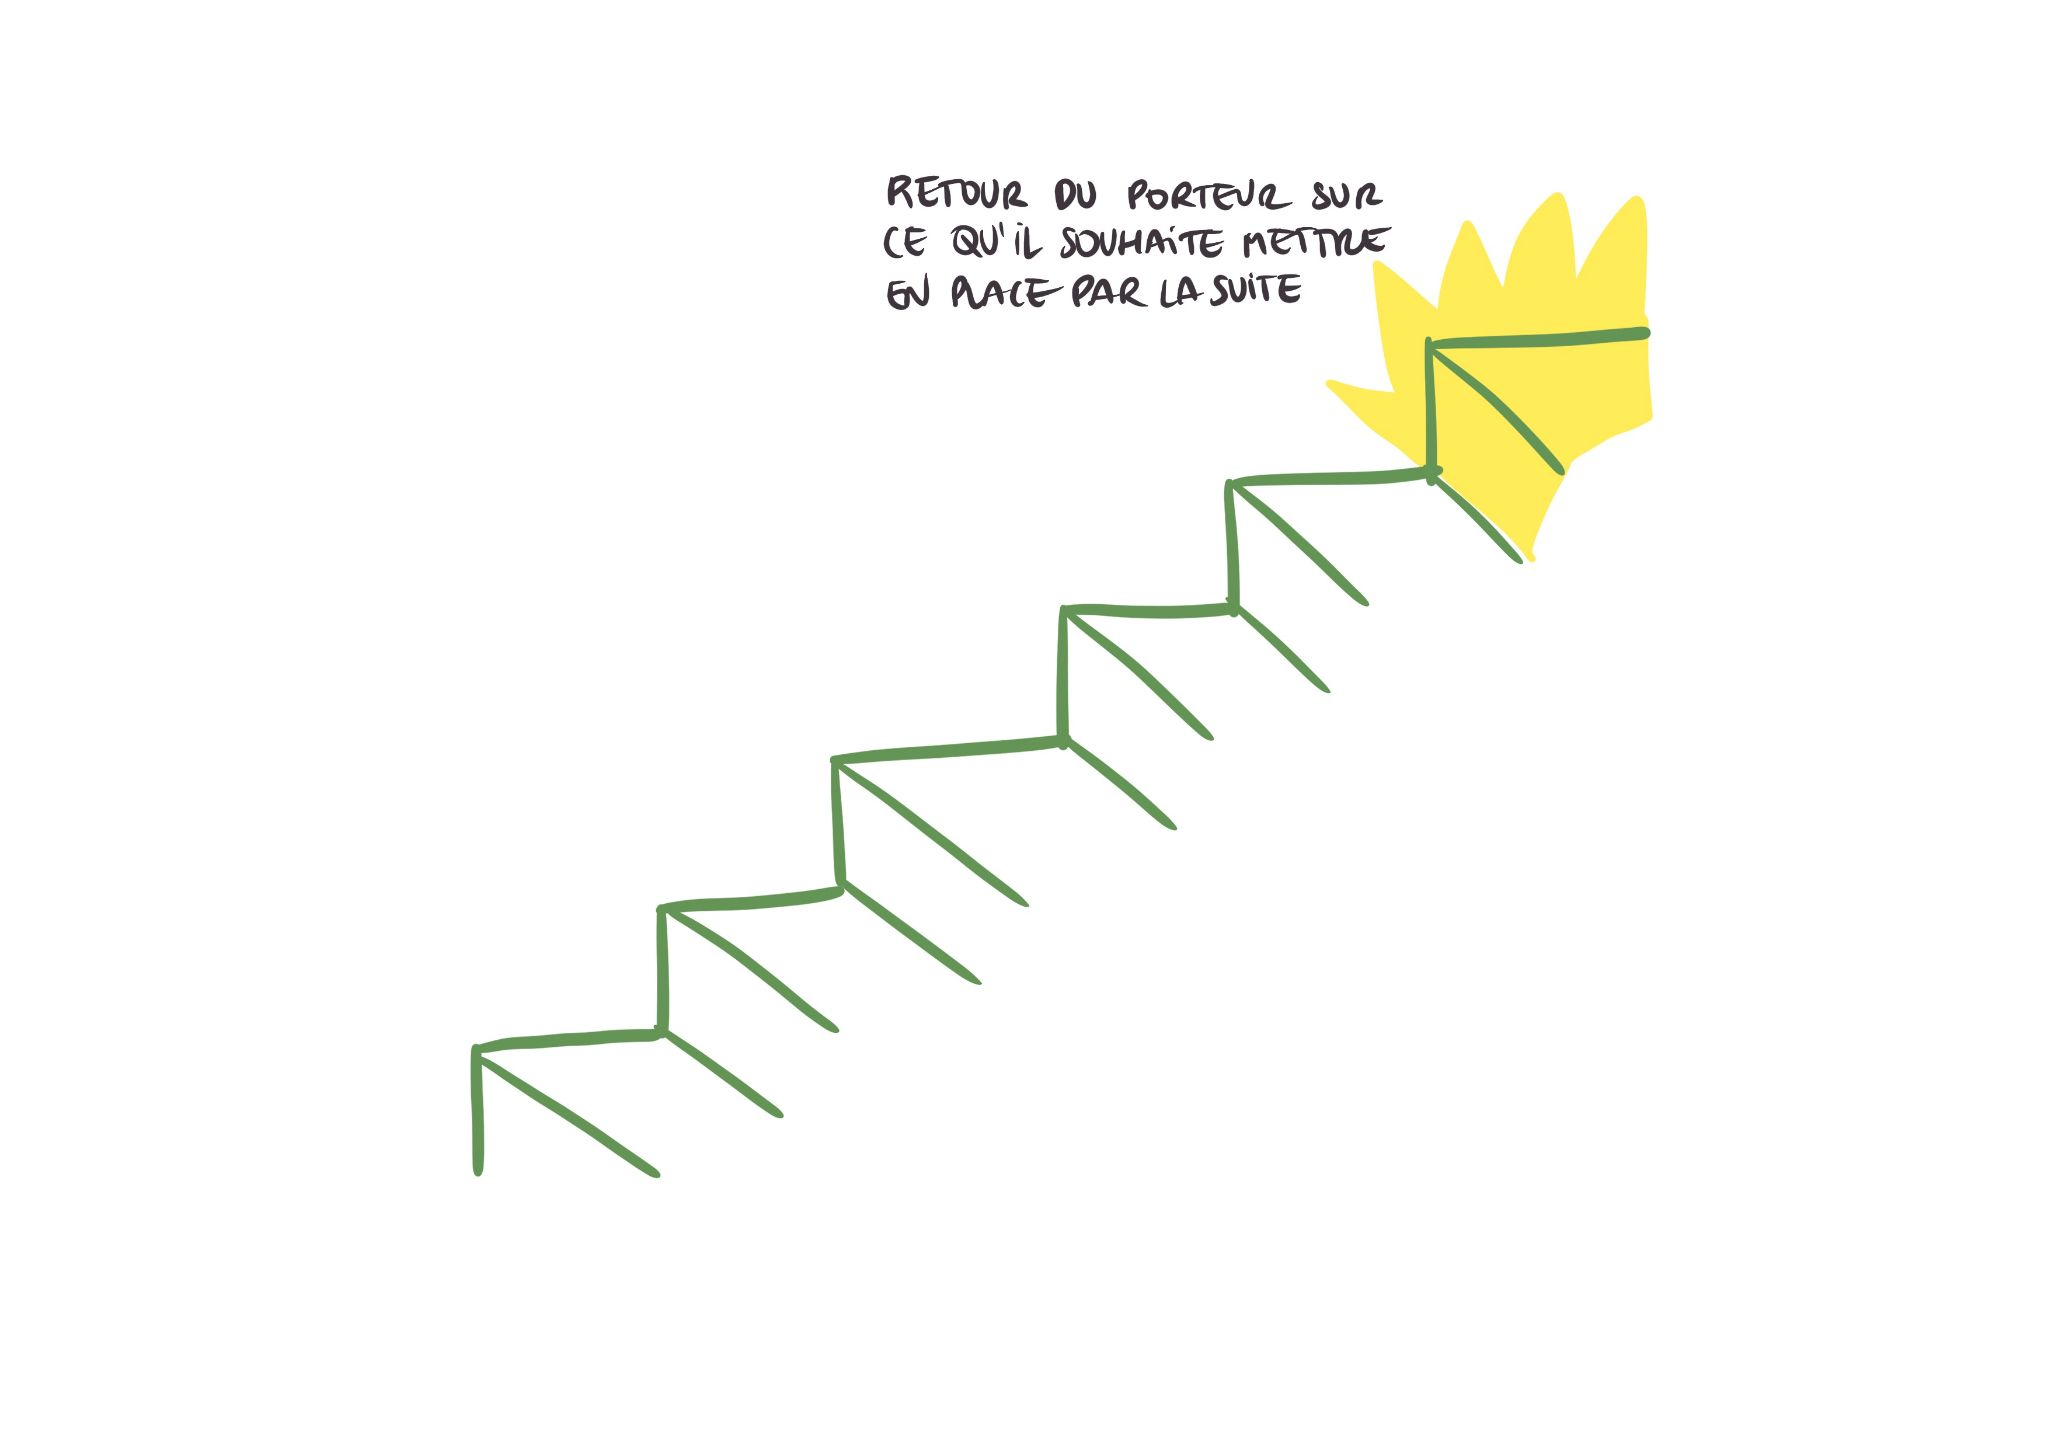 RETOUR DU PORTEUR SUR
CE QU'iL SOUHAiTE METTRE
EN PLACE PAR LA SUiTE